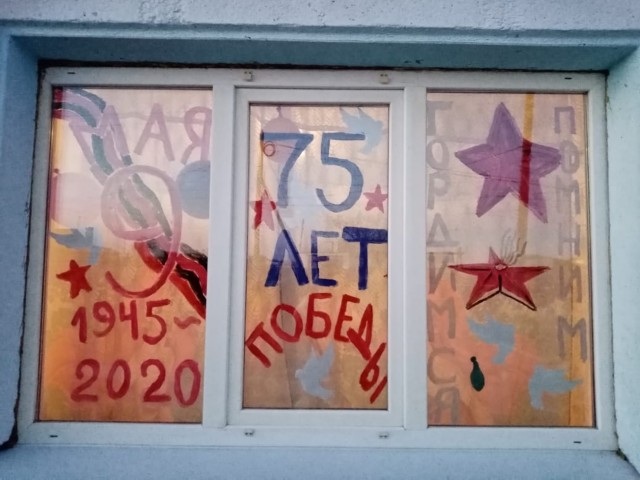 9 МАЯ
1945~
2020
75
ЛЕТ
ПОБЕДЫ
ГОРДИМСЯ
ПОМНИМ